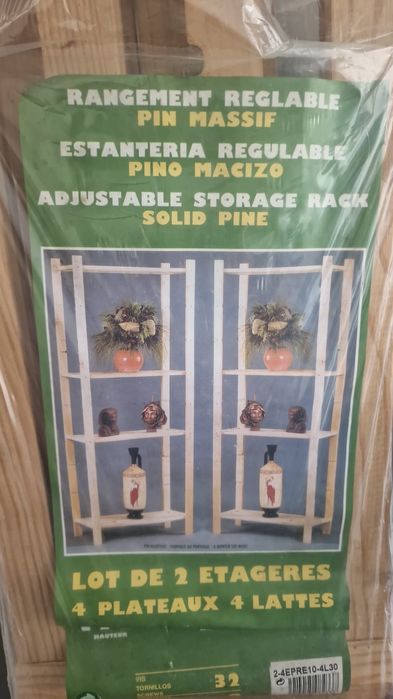 RANGEMENT REGLABLE
PIN MASSIF
ESTANTERIA REGULABLE
PINO MACIZO
ADJUSTABLE STORAGE RACK
SOLID PINE
LOT DE 2 ETAGERES
4 PLATEAUX 4 LATTES
HAUTEUR
VIS
TORNILLOS
SCREWS
32
2-4EPRE10-4L30